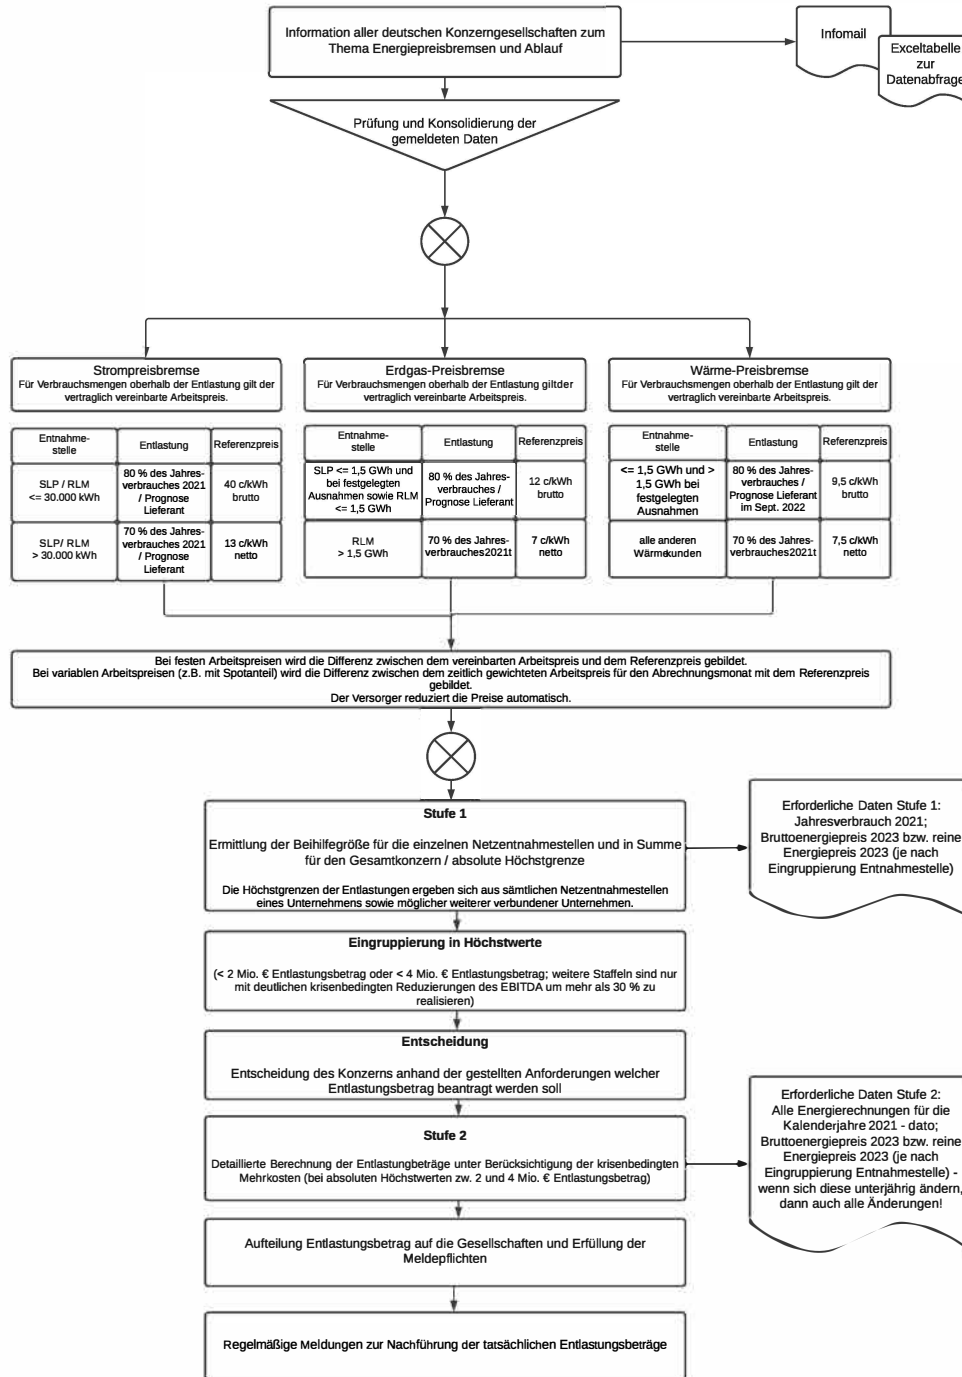 Information aller deutschen Konzerngesellschaften zum
Thema Energiepreisbremsen und Ablauf
Infomail
Exceltabelle
zur
Datenabfrage
Prüfung und Konsolidierung der
gemeldeten Daten
Strompreisbremse
Für Verbrauchsmengen oberhalb der Entlastung gilt der
vertraglich vereinbarte Arbeitspreis.
Entnahme-
stelle
Entlastung
Referenzpreis
SLP / RLM
<= 30.000 kWh
80 % des Jahres-
verbrauches 2021
/ Prognose
Lieferant
40 c/kWh
brutto
SLP/ RLM
> 30.000 kWh
70 % des Jahres-
verbrauches 2021
/ Prognose
Lieferant
13 c/kWh
netto
Erdgas-Preisbremse
Für Verbrauchsmengen oberhalb der Entlastung giltder
vertraglich vereinbarte Arbeitspreis.
Entnahme-
stelle
Entlastung
Referenzpreis
SLP <= 1,5 GWh und
bei festgelegten
Ausnahmen sowie RLM
<= 1,5 GWh
80 % des Jahres-
verbrauches /
Prognose Lieferant
12 c/kWh
brutto
RLM
> 1,5 GWh
70 % des Jahres-
verbrauches2021t
7 c/kWh
netto
Wärme-Preisbremse
Für Verbrauchsmengen oberhalb der Entlastung gilt der
vertraglich vereinbarte Arbeitspreis.
Entnahme-
stelle
Entlastung
Referenzpreis
<= 1,5 GWh und >
1,5 GWh bei
festgelegten
Ausnahmen
80 % des Jahres-
verbrauches /
Prognose Lieferant
im Sept. 2022
9,5 c/kWh
brutto
alle anderen
Wärmekunden
70 % des Jahres-
verbrauches2021t
7,5 c/kWh
netto
Bei festen Arbeitspreisen wird die Differenz zwischen dem vereinbarten Arbeitspreis und dem Referenzpreis gebildet.
Bei variablen Arbeitspreisen (z.B. mit Spotanteil) wird die Differenz zwischen dem zeitlich gewichteten Arbeitspreis für den Abrechnungsmonat mit dem Referenzpreis
gebildet.
Der Versorger reduziert die Preise automatisch.
Stufe 1
Ermittlung der Beihilfegröße für die einzelnen Netzentnahmestellen und in Summe
für den Gesamtkonzern / absolute Höchstgrenze
Die Höchstgrenzen der Entlastungen ergeben sich aus sämtlichen Netzentnahmestellen
eines Unternehmens sowie möglicher weiterer verbundener Unternehmen.
Erforderliche Daten Stufe 1:
Jahresverbrauch 2021;
Bruttoenergiepreis 2023 bzw. reine
Energiepreis 2023 (je nach
Eingruppierung Entnahmestelle)
Eingruppierung in Höchstwerte
(< 2 Mio. € Entlastungsbetrag oder < 4 Mio. € Entlastungsbetrag; weitere Staffeln sind nur
mit deutlichen krisenbedingten Reduzierungen des EBITDA um mehr als 30 % zu
realisieren)
Entscheidung
Entscheidung des Konzerns anhand der gestellten Anforderungen welcher
Entlastungsbetrag beantragt werden soll
Stufe 2
Detaillierte Berechnung der Entlastungbeträge unter Berücksichtigung der krisenbedingten
Mehrkosten (bei absoluten Höchstwerten zw. 2 und 4 Mio. € Entlastungsbetrag)
Erforderliche Daten Stufe 2:
Alle Energierechnungen für die
Kalenderjahre 2021 - dato;
Bruttoenergiepreis 2023 bzw. reine
Energiepreis 2023 (je nach
Eingruppierung Entnahmestelle) -
wenn sich diese unterjährig ändern,
dann auch alle Änderungen!
Aufteilung Entlastungsbetrag auf die Gesellschaften und Erfüllung der
Meldepflichten
Regelmäßige Meldungen zur Nachführung der tatsächlichen Entlastungsbeträge